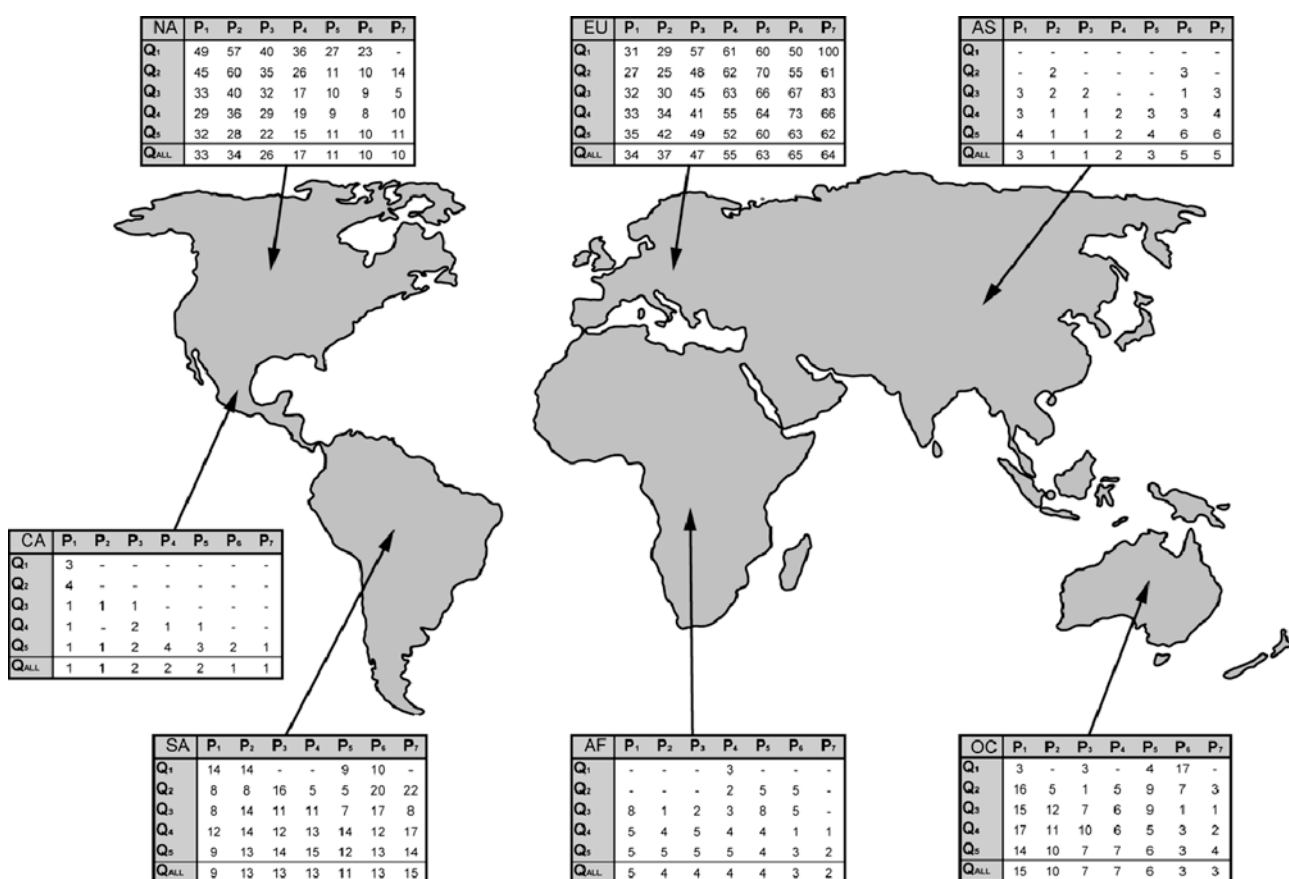 NA P₁ P₂ P₃ P₄ P₅ P₆ P₇
Q₁ 49 57 40 36 27 23 -
Q₂ 45 60 35 26 11 10 14
Q₃ 33 40 32 17 10 9 5
Q₄ 29 36 29 19 9 8 10
Q₅ 32 28 22 15 11 10 11
QALL 33 34 26 17 11 10 10
EU P₁ P₂ P₃ P₄ P₅ P₆ P₇
Q₁ 31 29 57 61 60 50 100
Q₂ 27 25 48 62 70 55 61
Q₃ 32 30 45 63 66 67 83
Q₄ 33 34 41 55 64 73 66
Q₅ 35 42 49 52 60 63 62
QALL 34 37 47 55 63 65 64
AS P₁ P₂ P₃ P₄ P₅ P₆ P₇
Q₁ - - - - - - -
Q₂ - 2 - - - 3 -
Q₃ 3 2 2 - - 1 3
Q₄ 3 1 1 2 3 3 4
Q₅ 4 1 1 2 4 6 6
QALL 3 1 1 2 3 5 5
CA P₁ P₂ P₃ P₄ P₅ P₆ P₇
Q₁ 3 - - - - - -
Q₂ 4 - - - - - -
Q₃ 1 1 1 - - - -
Q₄ 1 - 2 1 1 - -
Q₅ 1 1 2 4 3 2 1
QALL 1 1 2 2 2 1 1
SA P₁ P₂ P₃ P₄ P₅ P₆ P₇
Q₁ 14 14 - - 9 10 -
Q₂ 8 8 16 5 5 20 22
Q₃ 8 14 11 11 7 17 8
Q₄ 12 14 12 13 14 12 17
Q₅ 9 13 14 15 12 13 14
QALL 9 13 13 13 11 13 15
AF P₁ P₂ P₃ P₄ P₅ P₆ P₇
Q₁ - - - 3 - - -
Q₂ - - - 2 5 5 -
Q₃ 8 1 2 3 8 5 -
Q₄ 5 4 5 4 4 1 1
Q₅ 5 5 5 5 4 3 2
QALL 5 4 4 4 4 3 2
OC P₁ P₂ P₃ P₄ P₅ P₆ P₇
Q₁ 3 - 3 - 4 17 -
Q₂ 16 5 1 5 9 7 3
Q₃ 15 12 7 6 9 1 1
Q₄ 17 11 10 6 5 3 2
Q₅ 14 10 7 7 6 3 4
QALL 15 10 7 7 6 3 3